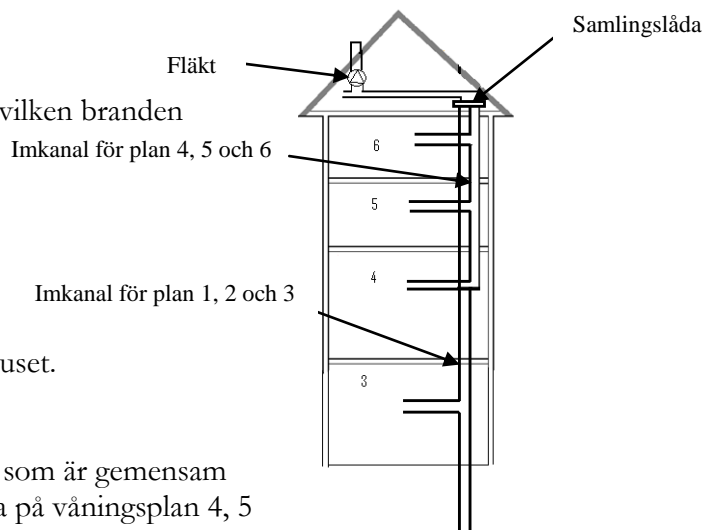 Samlingslåda
Fläkt
vilken branden
Imkanal för plan 4, 5 och 6
6
5
4
Imkanal för plan 1, 2 och 3
uset.
3
som är gemensam
a på våningsplan 4, 5